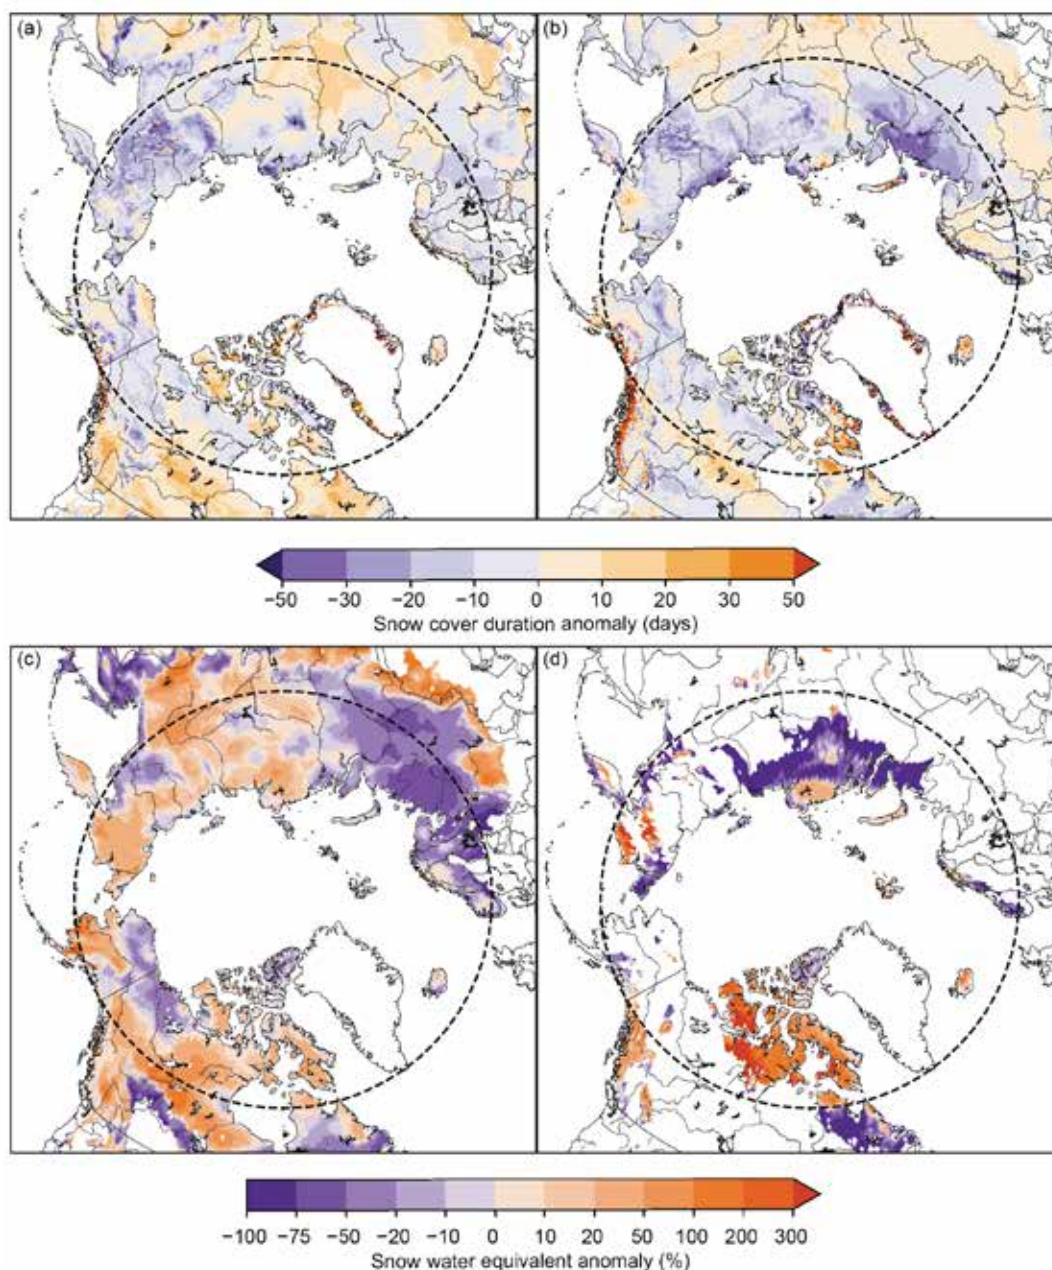 (a)
(b)
−50 −30 −20 −10 0 10 20 30 50
Snow cover duration anomaly (days)
(c)
(d)
−100 −75 −50 −20 −10 0 10 20 50 100 200 300
Snow water equivalent anomaly (%)